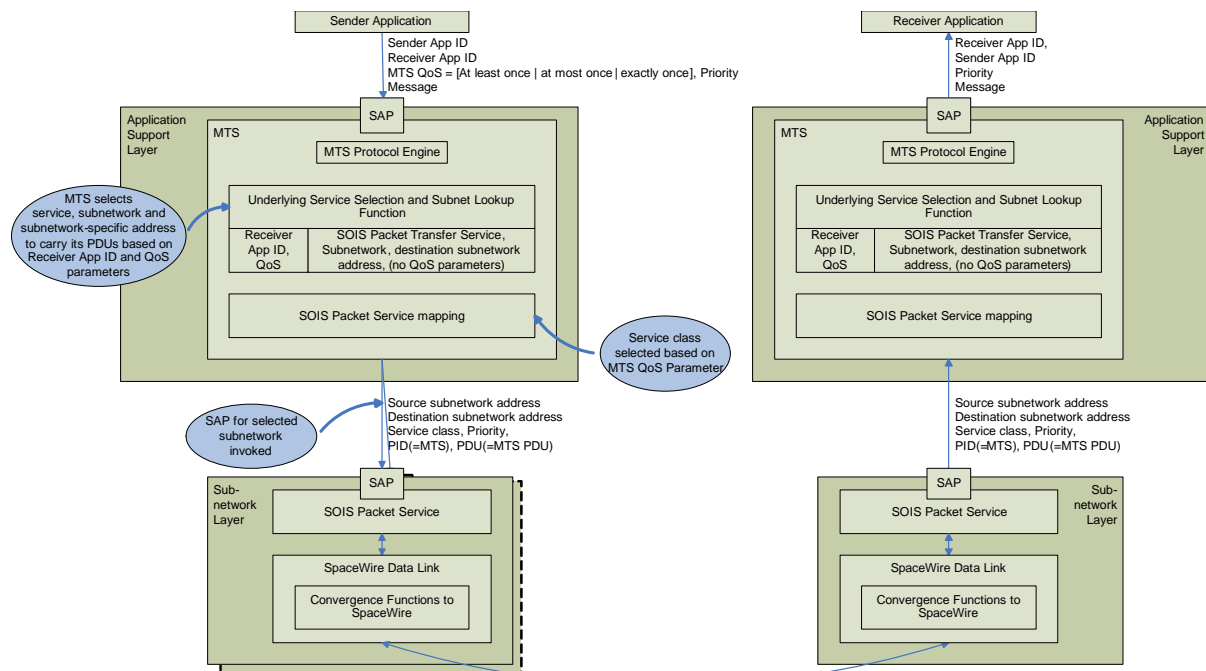 Sender Application
Sender App ID
Receiver App ID
MTS QoS = [At least once | at most once | exactly once], Priority
Message
SAP
Application
Support
Layer
MTS
MTS Protocol Engine
MTS selects
service, subnetwork and
subnetwork-specific address
to carry its PDUs based on
Receiver App ID and QoS
parameters
Underlying Service Selection and Subnet Lookup
Function
Receiver
App ID,
QoS
SOIS Packet Transfer Service,
Subnetwork, destination subnetwork
address, (no QoS parameters)
SOIS Packet Service mapping
Service class
selected based on
MTS QoS Parameter
SAP for selected
subnetwork
invoked
Source subnetwork address
Destination subnetwork address
Service class, Priority,
PID(=MTS), PDU(=MTS PDU)
SAP
Sub-
network
Layer
SOIS Packet Service
SpaceWire Data Link
Convergence Functions to
SpaceWire
Receiver Application
Receiver App ID,
Sender App ID
Priority
Message
SAP
Application
Support
Layer
MTS
MTS Protocol Engine
Underlying Service Selection and Subnet Lookup
Function
Receiver
App ID,
QoS
SOIS Packet Transfer Service,
Subnetwork, destination subnetwork
address, (no QoS parameters)
SOIS Packet Service mapping
Source subnetwork address
Destination subnetwork address
Service class, Priority,
PID(=MTS), PDU(=MTS PDU)
SAP
Sub-
network
Layer
SOIS Packet Service
SpaceWire Data Link
Convergence Functions to
SpaceWire